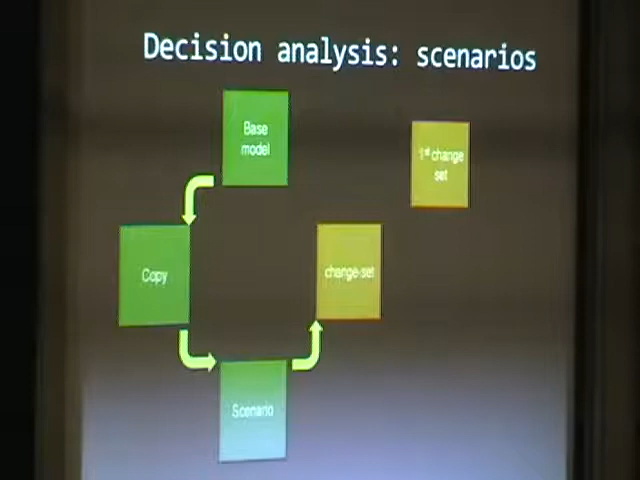 Decision analysis: scenarios
Base
model
1st change
set
Copy
change-set
Scenario